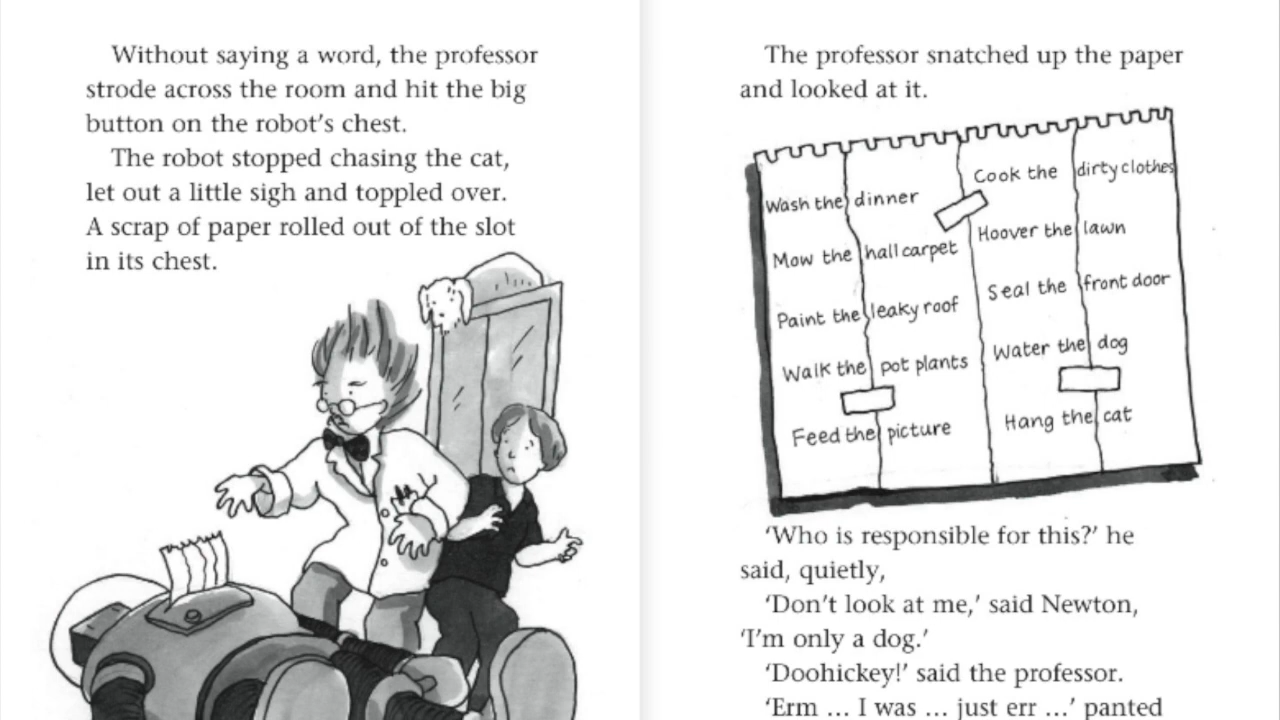 Without saying a word, the professor
strode across the room and hit the big
button on the robot's chest.
The robot stopped chasing the cat,
let out a little sigh and toppled over.
A scrap of paper rolled out of the slot
in its chest.
The professor snatched up the paper
and looked at it.
Wash the dinner
Mow the hall carpet
Paint the leaky roof
Walk the pot plants
Feed the picture
Cook the dirty clothes
Hoover the lawn
Seal the front door
Water the dog
Hang the cat
‘Who is responsible for this?’ he
said, quietly,
‘Don't look at me,’ said Newton,
‘I'm only a dog.’
‘Doohickey!’ said the professor.
‘Erm … I was … just err …’ panted